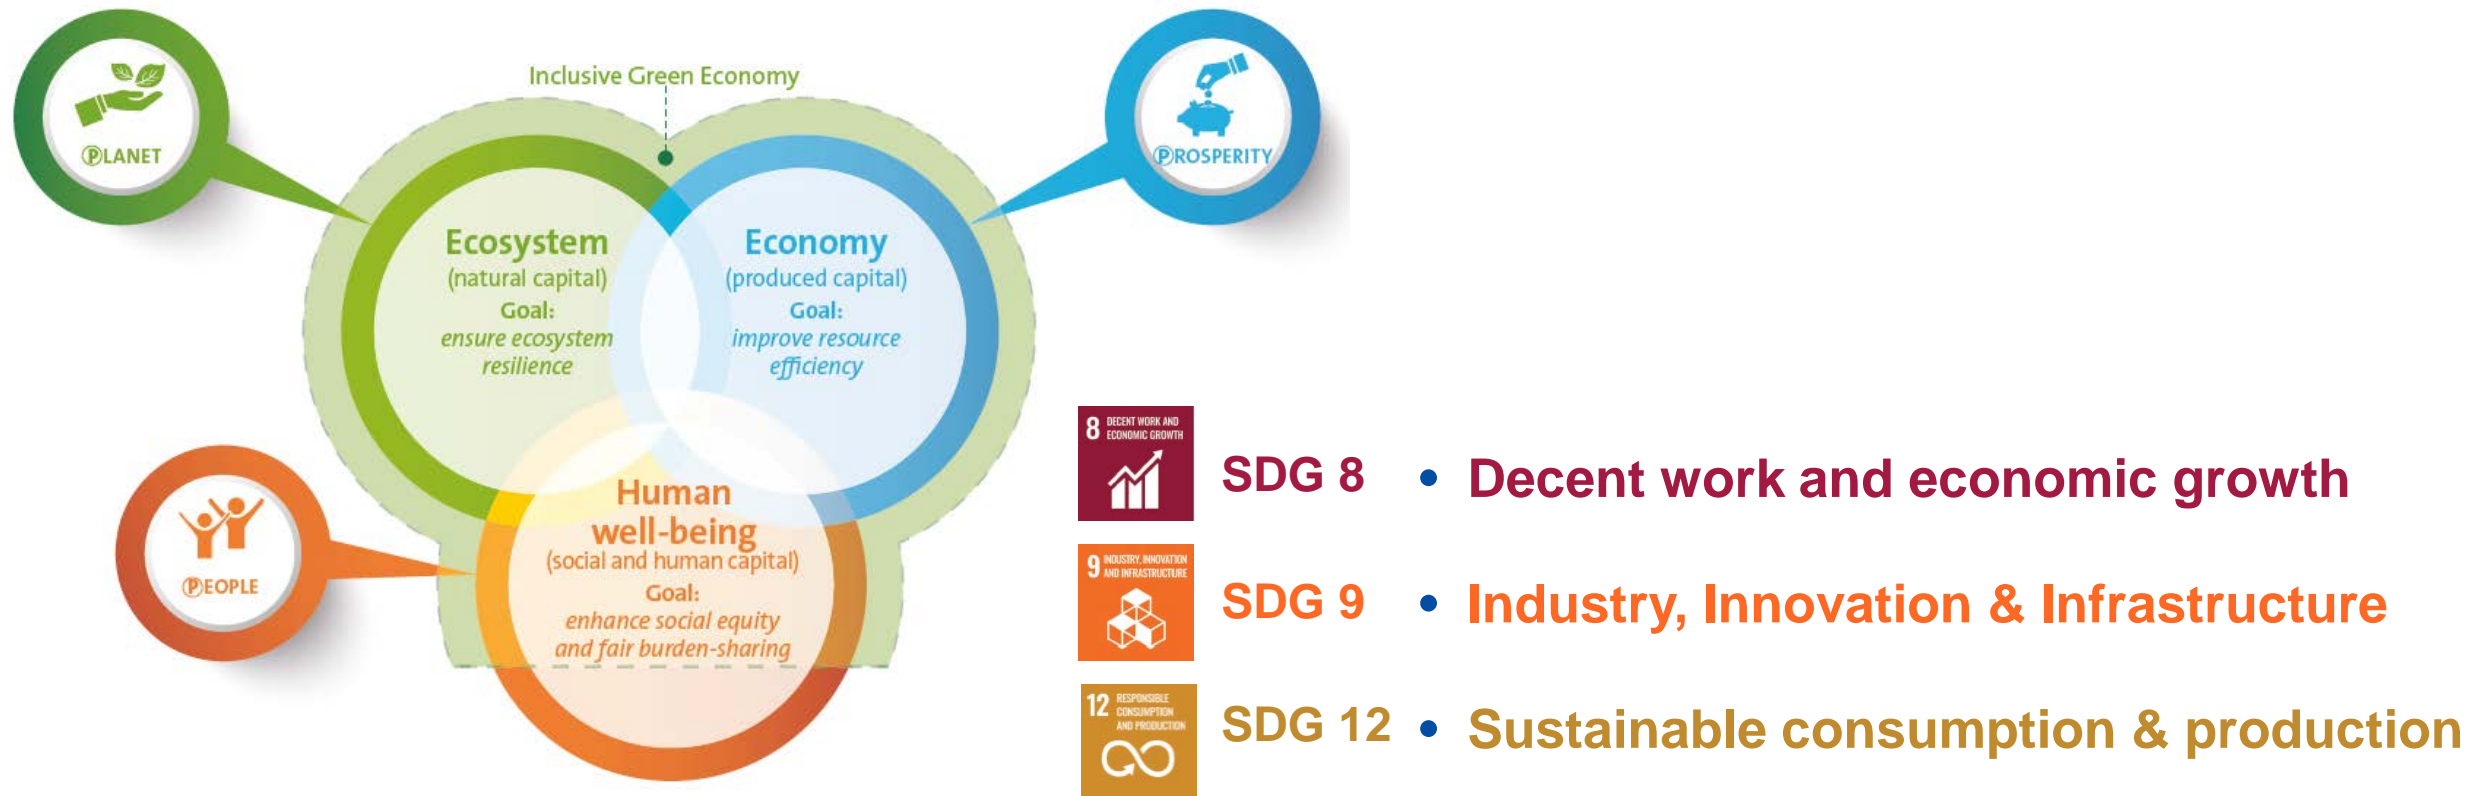 Inclusive Green Economy
PLANET
PROSPERITY
Ecosystem
(natural capital)
Goal:
ensure ecosystem
resilience
Economy
(produced capital)
Goal:
improve resource
efficiency
PEOPLE
Human
well-being
(social and human capital)
Goal:
enhance social equity
and fair burden-sharing
8 DECENT WORK AND
ECONOMIC GROWTH
SDG 8 • Decent work and economic growth
9 INDUSTRY, INNOVATION
AND INFRASTRUCTURE
SDG 9 • Industry, Innovation & Infrastructure
12 RESPONSIBLE
CONSUMPTION
AND PRODUCTION
SDG 12 • Sustainable consumption & production